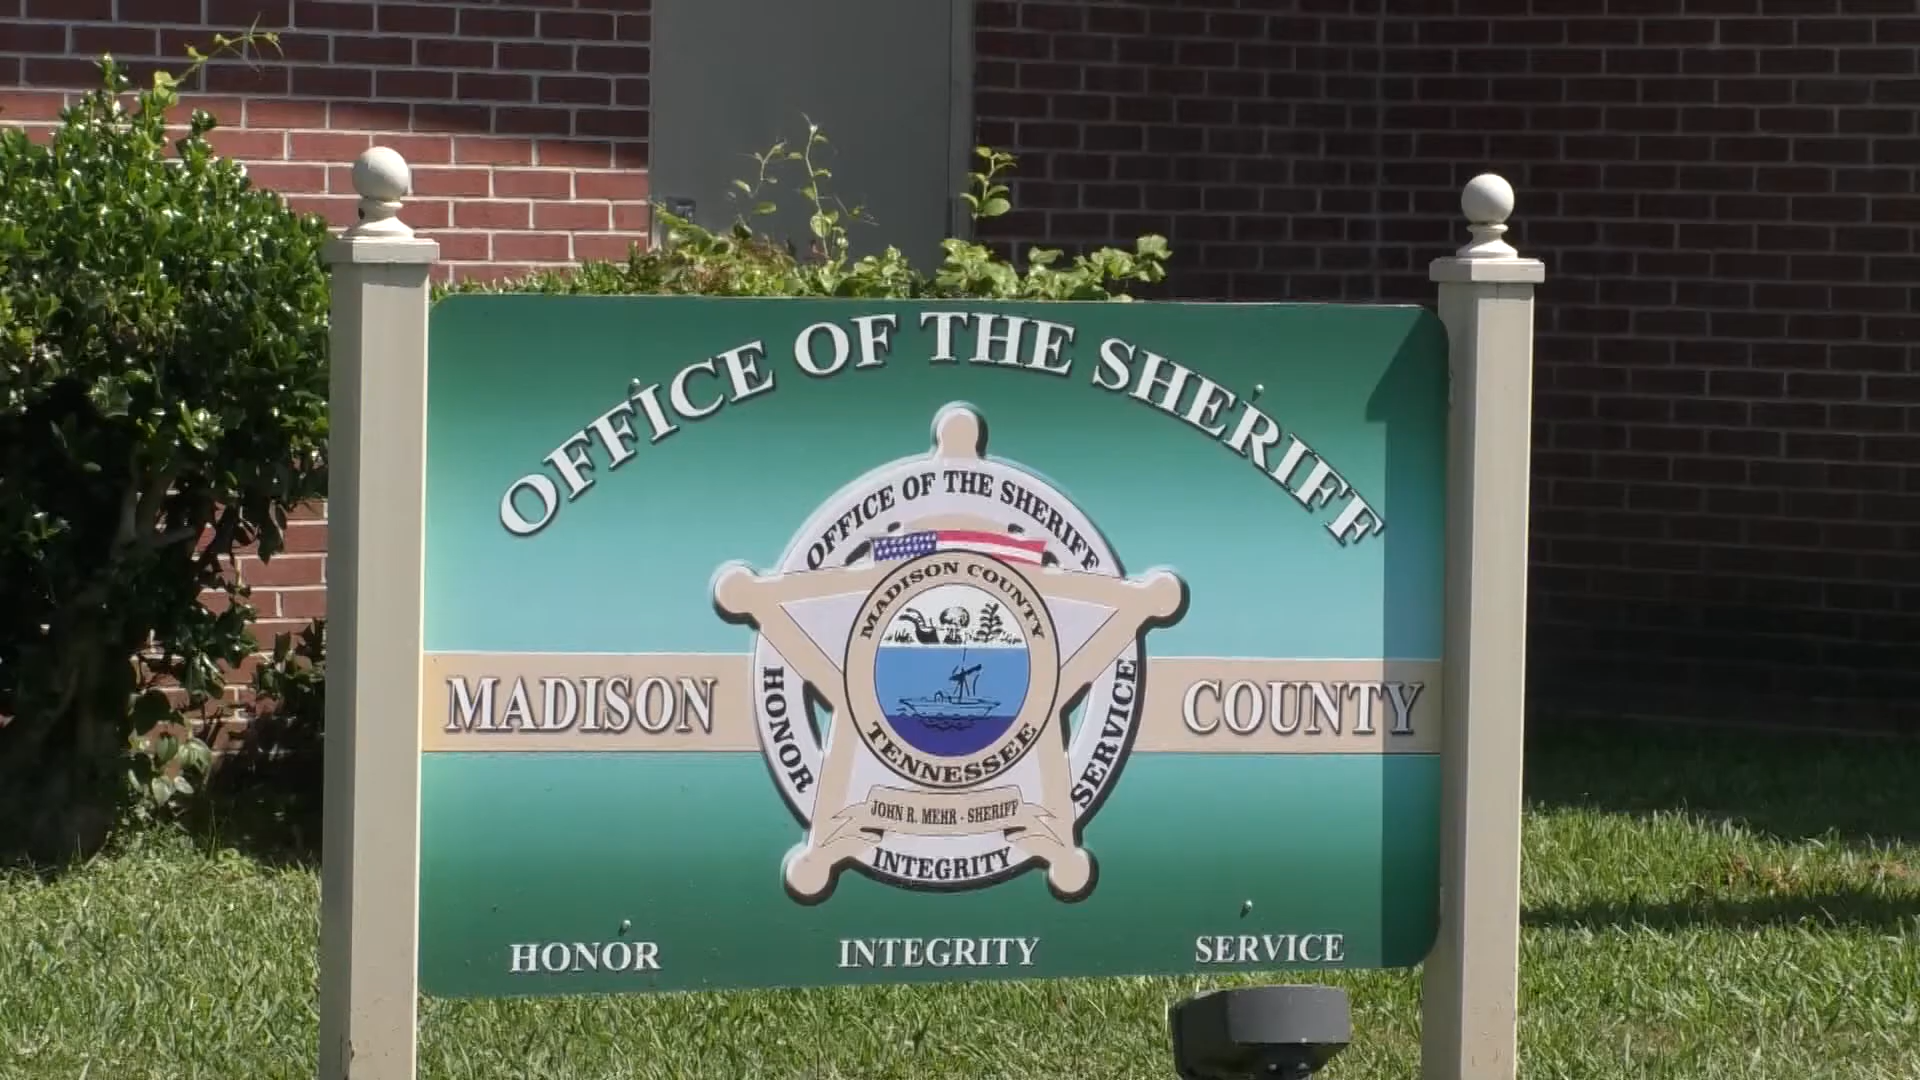 OFFICE OF THE SHERIFF
OFFICE OF THE SHERIFF
MADISON COUNTY
MADISON
COUNTY
HONOR
SERVICE
TENNESSEE
JOHN R. MEHR - SHERIFF
INTEGRITY
HONOR
INTEGRITY
SERVICE